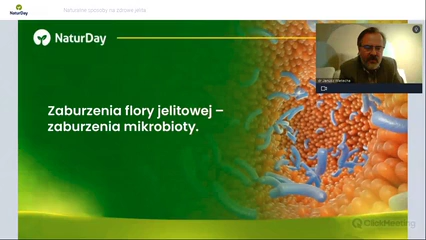 NaturDay
Naturalne sposoby na zdrowe jelita
NaturDay
Zaburzenia flory jelitowej –
zaburzenia mikrobioty.
ClickMeeting